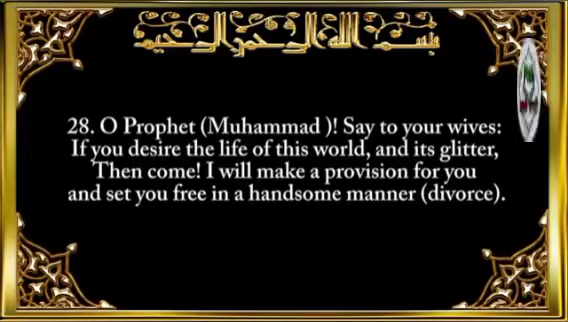 بسم الله الرحمن الرحيم
28. O Prophet (Muhammad )! Say to your wives:
If you desire the life of this world, and its glitter,
Then come! I will make a provision for you
and set you free in a handsome manner (divorce).